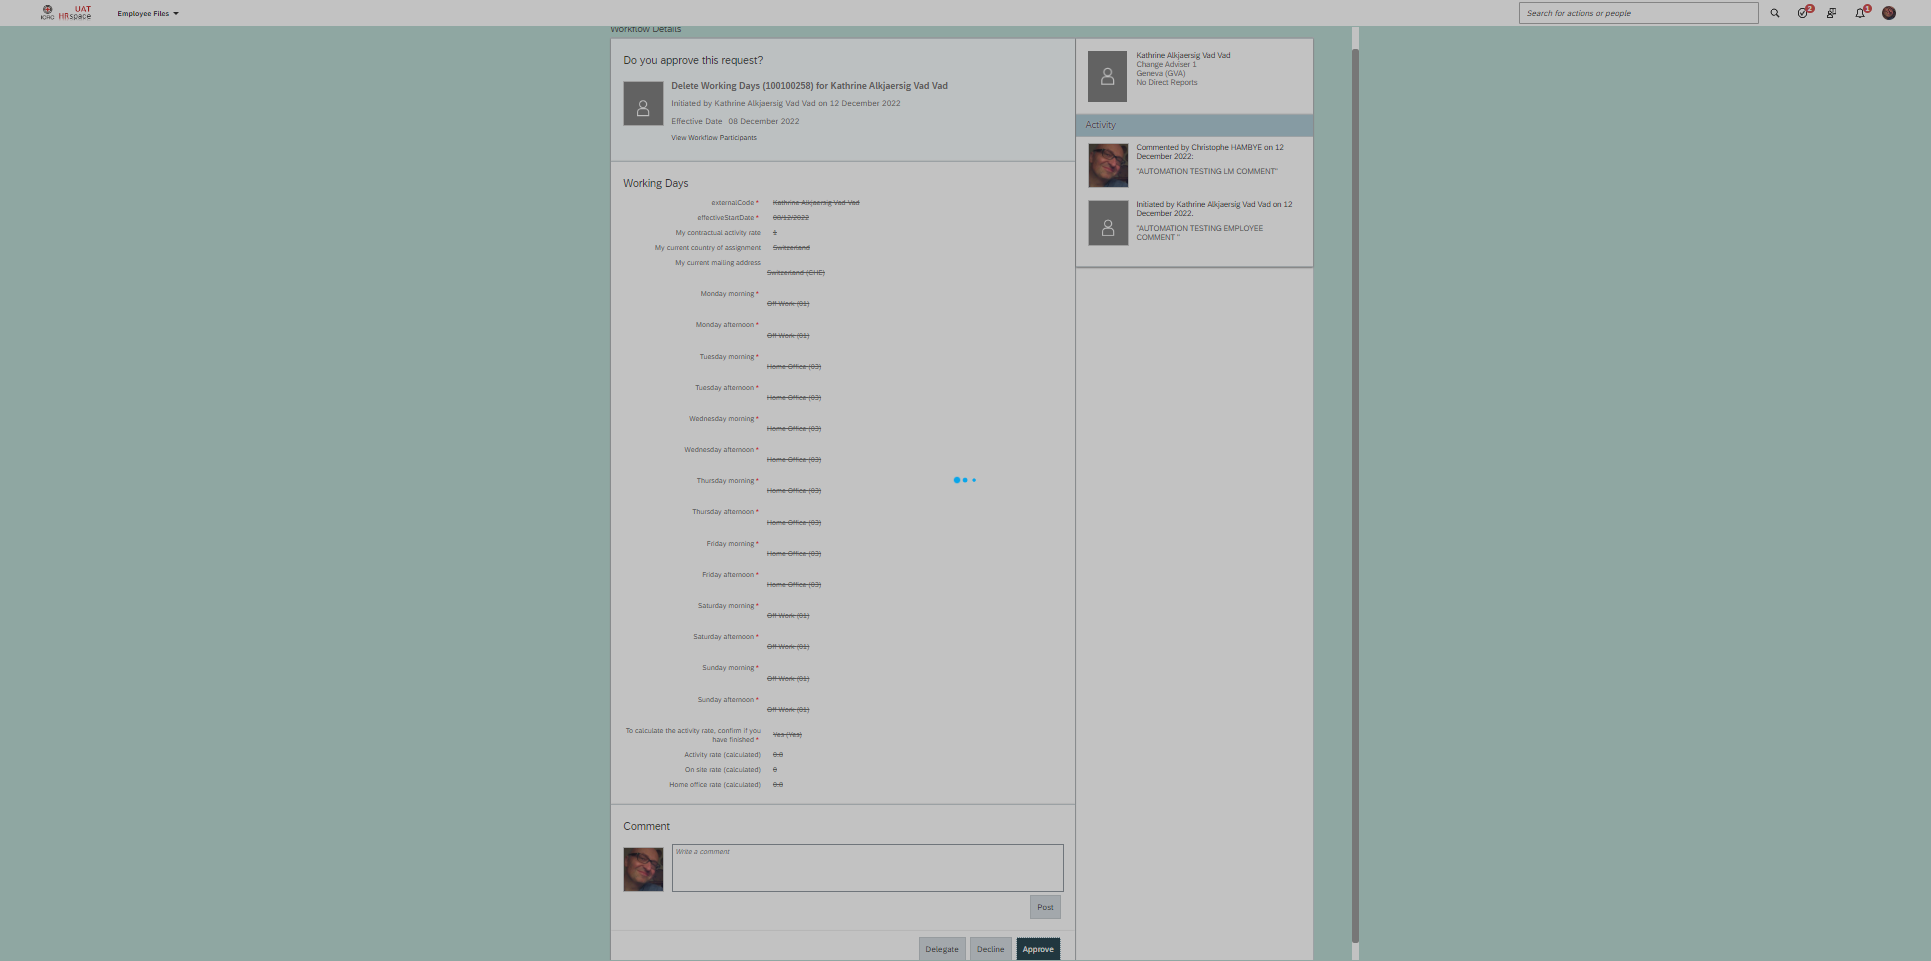 ICRC UAT
HRspace
Employee Files
Search for actions or people
2
1
Workflow Details
Do you approve this request?
Delete Working Days (100100258) for Kathrine Alkjaersig Vad Vad
Initiated by Kathrine Alkjaersig Vad Vad on 12 December 2022
Effective Date 08 December 2022
View Workflow Participants
Working Days
externalCode * Kathrine Alkjaersig Vad Vad
effectiveStartDate * 08/12/2022
My contractual activity rate 1
My current country of assignment Switzerland
My current mailing address
Switzerland (CHE)
Monday morning *
Off Work (01)
Monday afternoon *
Off Work (01)
Tuesday morning *
Home Office (03)
Tuesday afternoon *
Home Office (03)
Wednesday morning *
Home Office (03)
Wednesday afternoon *
Home Office (03)
Thursday morning *
Home Office (03)
Thursday afternoon *
Home Office (03)
Friday morning *
Home Office (03)
Friday afternoon *
Home Office (03)
Saturday morning *
Off Work (01)
Saturday afternoon *
Off Work (01)
Sunday morning *
Off Work (01)
Sunday afternoon *
Off Work (01)
To calculate the activity rate, confirm if you
have finished * Yes (Yes)
Activity rate (calculated) 0.8
On site rate (calculated) 0
Home office rate (calculated) 0.8
Comment
Write a comment
Post
Delegate Decline Approve
Kathrine Alkjaersig Vad Vad
Change Adviser 1
Geneva (GVA)
No Direct Reports
Activity
Commented by Christophe HAMBYE on 12
December 2022:
"AUTOMATION TESTING LM COMMENT"
Initiated by Kathrine Alkjaersig Vad Vad on 12
December 2022.
"AUTOMATION TESTING EMPLOYEE
COMMENT "